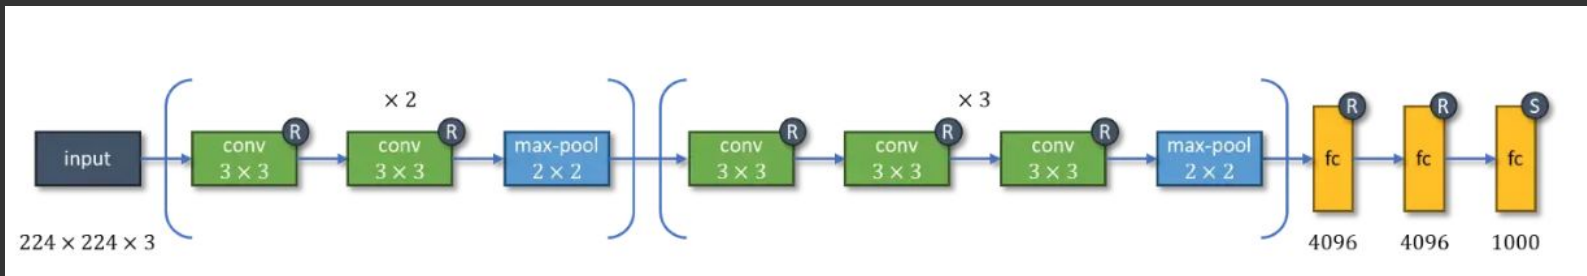 × 2
× 3
input
conv
3 × 3
R
conv
3 × 3
R
max-pool
2 × 2
conv
3 × 3
R
conv
3 × 3
R
conv
3 × 3
R
max-pool
2 × 2
fc
R
fc
R
fc
S
224 × 224 × 3
4096
4096
1000